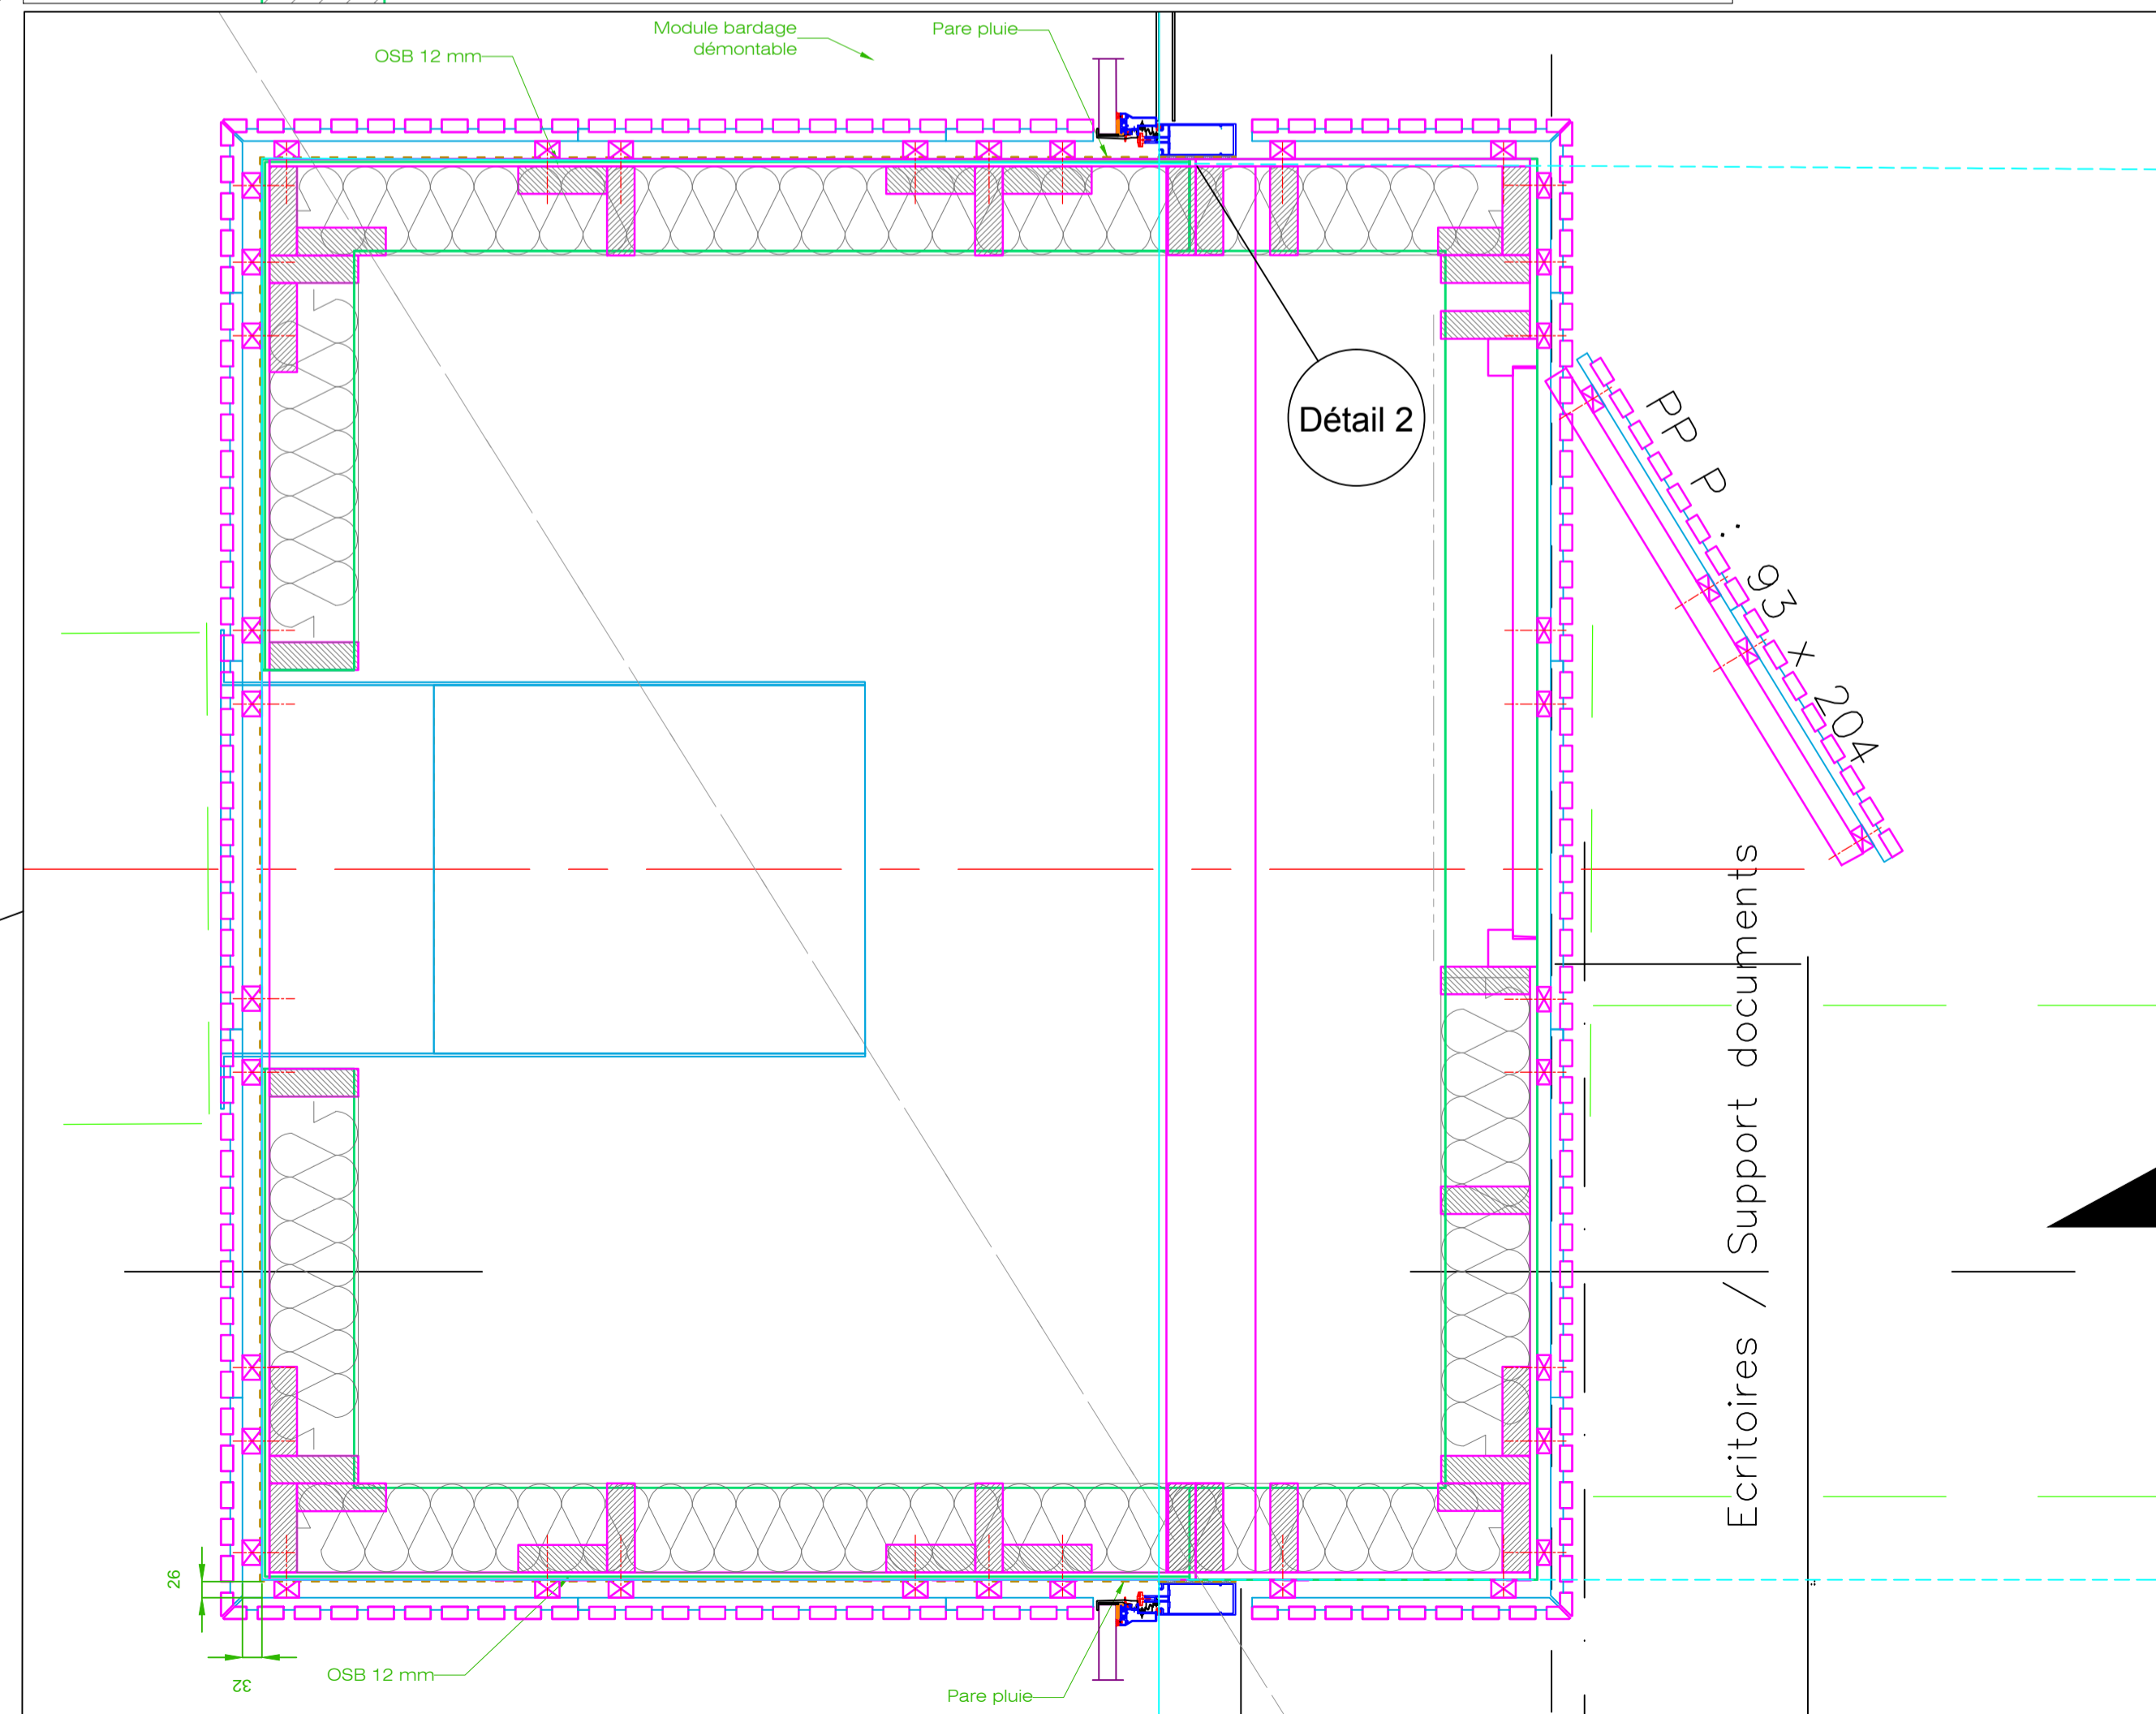 Module bardage
démontable
Pare pluie
OSB 12 mm
Détail 2
PP P : 93 x 204
Ecritoires / Support documents
26
32
OSB 12 mm
Pare pluie